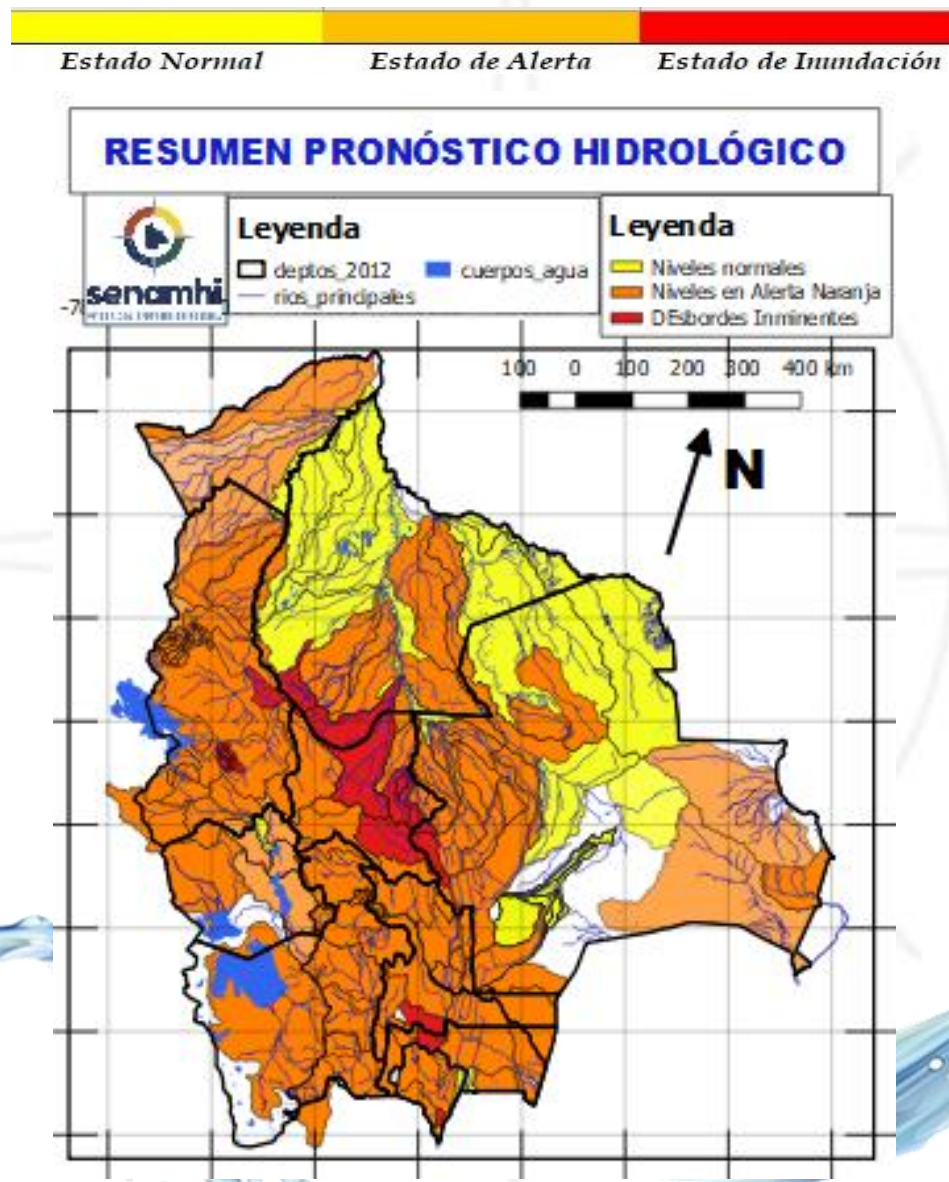 Estado Normal Estado de Alerta Estado de Inundación
RESUMEN PRONÓSTICO HIDROLÓGICO
Leyenda
deptos_2012 cuerpos_agua
rios_principales
senamhi
Leyenda
Niveles normales
Niveles en Alerta Naranja
DEsbordes Inminentes
100 0 100 200 300 400 km
N